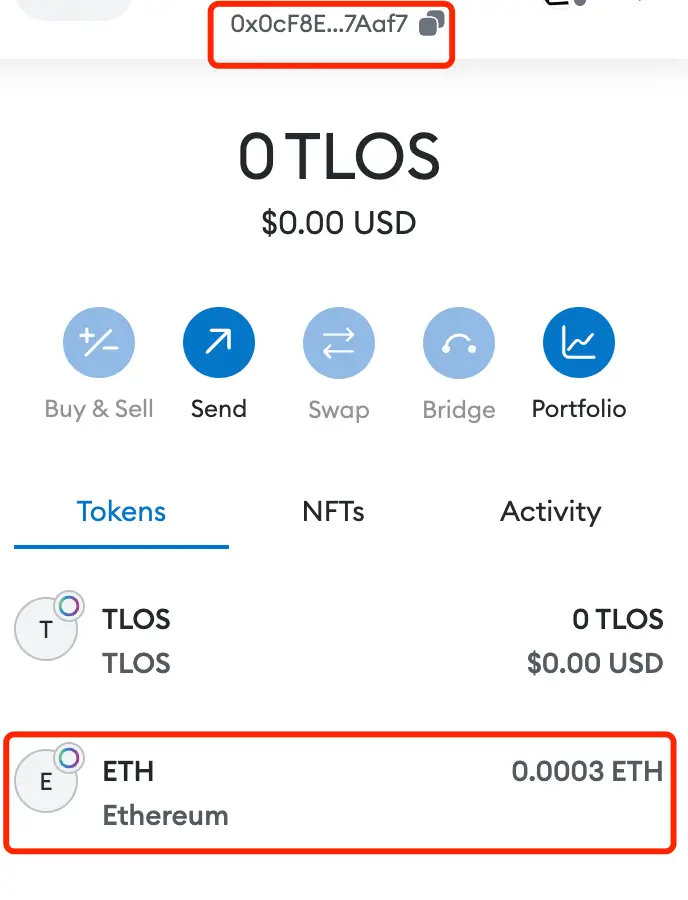 0x0cF8E...7Aaf7
0 TLOS
$0.00 USD
Buy & Sell Send Swap Bridge Portfolio
Tokens NFTs Activity
T TLOS 0 TLOS
TLOS $0.00 USD
E ETH 0.0003 ETH
Ethereum